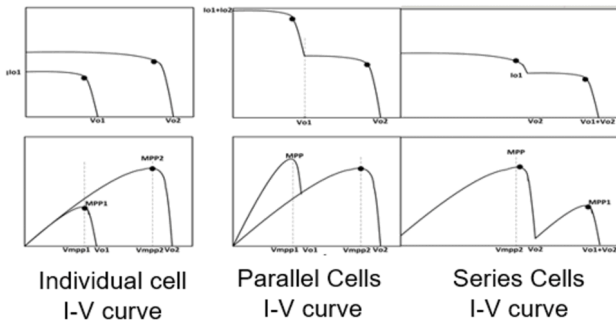 Io1
Vo1
Vo2
Io1+Io2
Vo1
Vo2
Io1
Vo2
Vo1+Vo2
MPP2
MPP1
Vmpp1
Vo1
Vmpp2
Vo2
MPP
Vmpp1
Vo1
Vmpp2
Vo2
MPP
MPP1
Vmpp2
Vo2
Vo1+Vo2
Individual cell
I-V curve
Parallel Cells
I-V curve
Series Cells
I-V curve